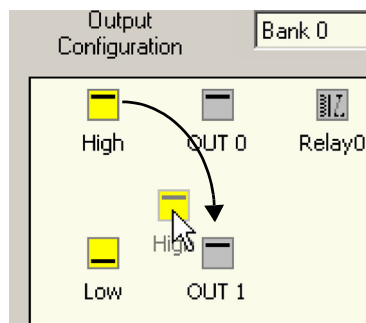 Output
Configuration
Bank 0
High
OUT 0
Relay0
High
Low
OUT 1